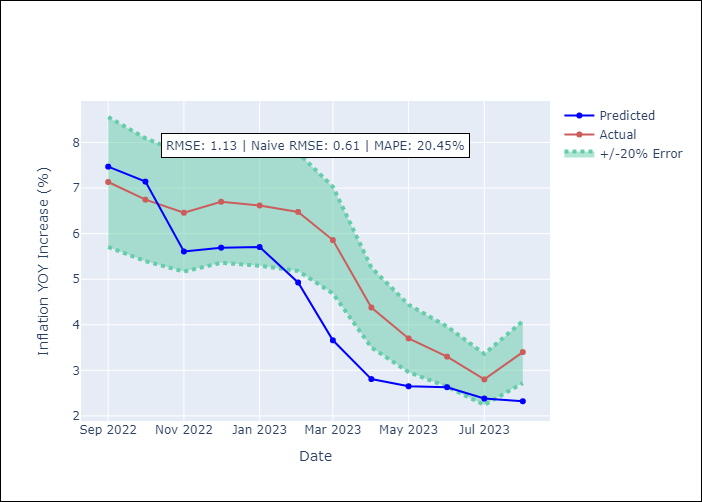 RMSE: 1.13 | Naive RMSE: 0.61 | MAPE: 20.45%
Predicted
Actual
+/-20% Error
Inflation YOY Increase (%)
8
7
6
5
4
3
2
Sep 2022 Nov 2022 Jan 2023 Mar 2023 May 2023 Jul 2023
Date